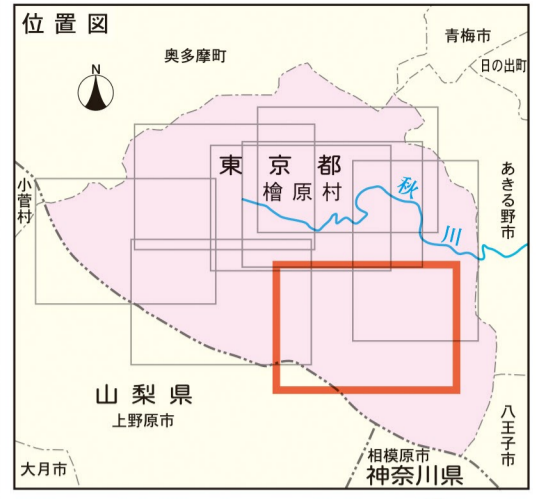 位置図
奥多摩町
青梅市
日の出町
N
東京都
檜原村
小菅村
秋川
あきる野市
山梨県
上野原市
八王子市
大月市
相模原市
神奈川県